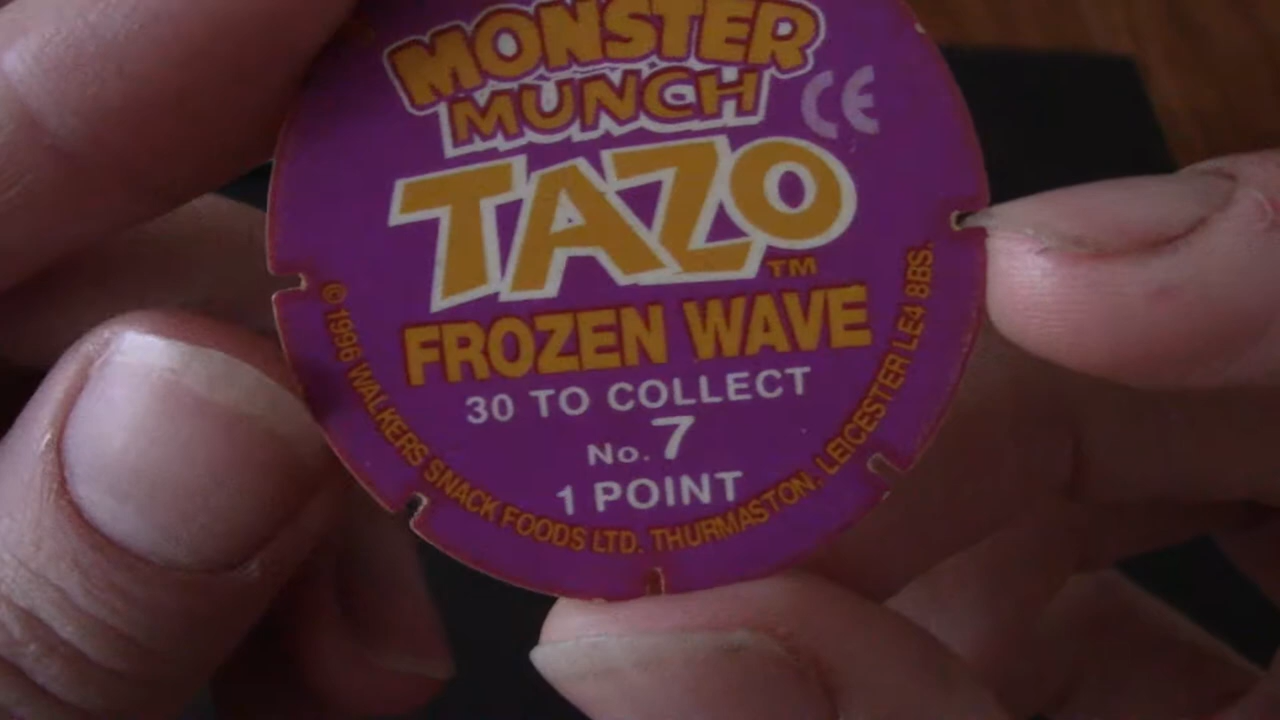 MONSTER
MUNCH
CE
TAZO
TM
FROZEN WAVE
30 TO COLLECT
No. 7
1 POINT
© 1996 WALKERS SNACK FOODS LTD. THURMASTON, LEICESTER LE4 8BS.